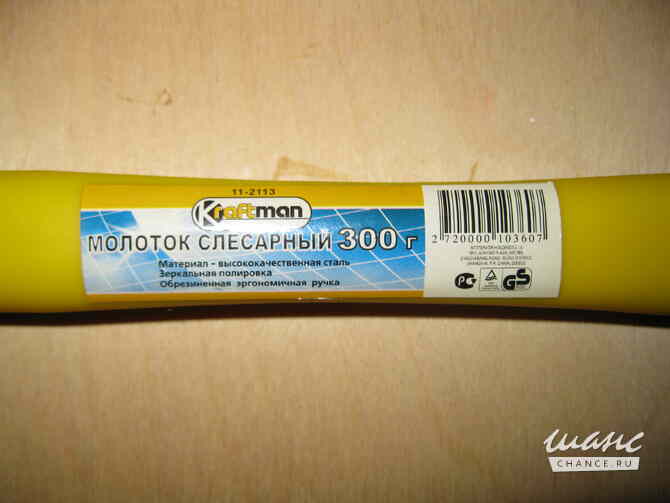 11-2113
Kraftman
МОЛОТОК СЛЕСАРНЫЙ 300 г
Материал - высококачественная сталь
Зеркальная полировка
Обрезиненная эргономичная ручка
2 720000 103607
PG
GS
шанс
CHANCE.RU